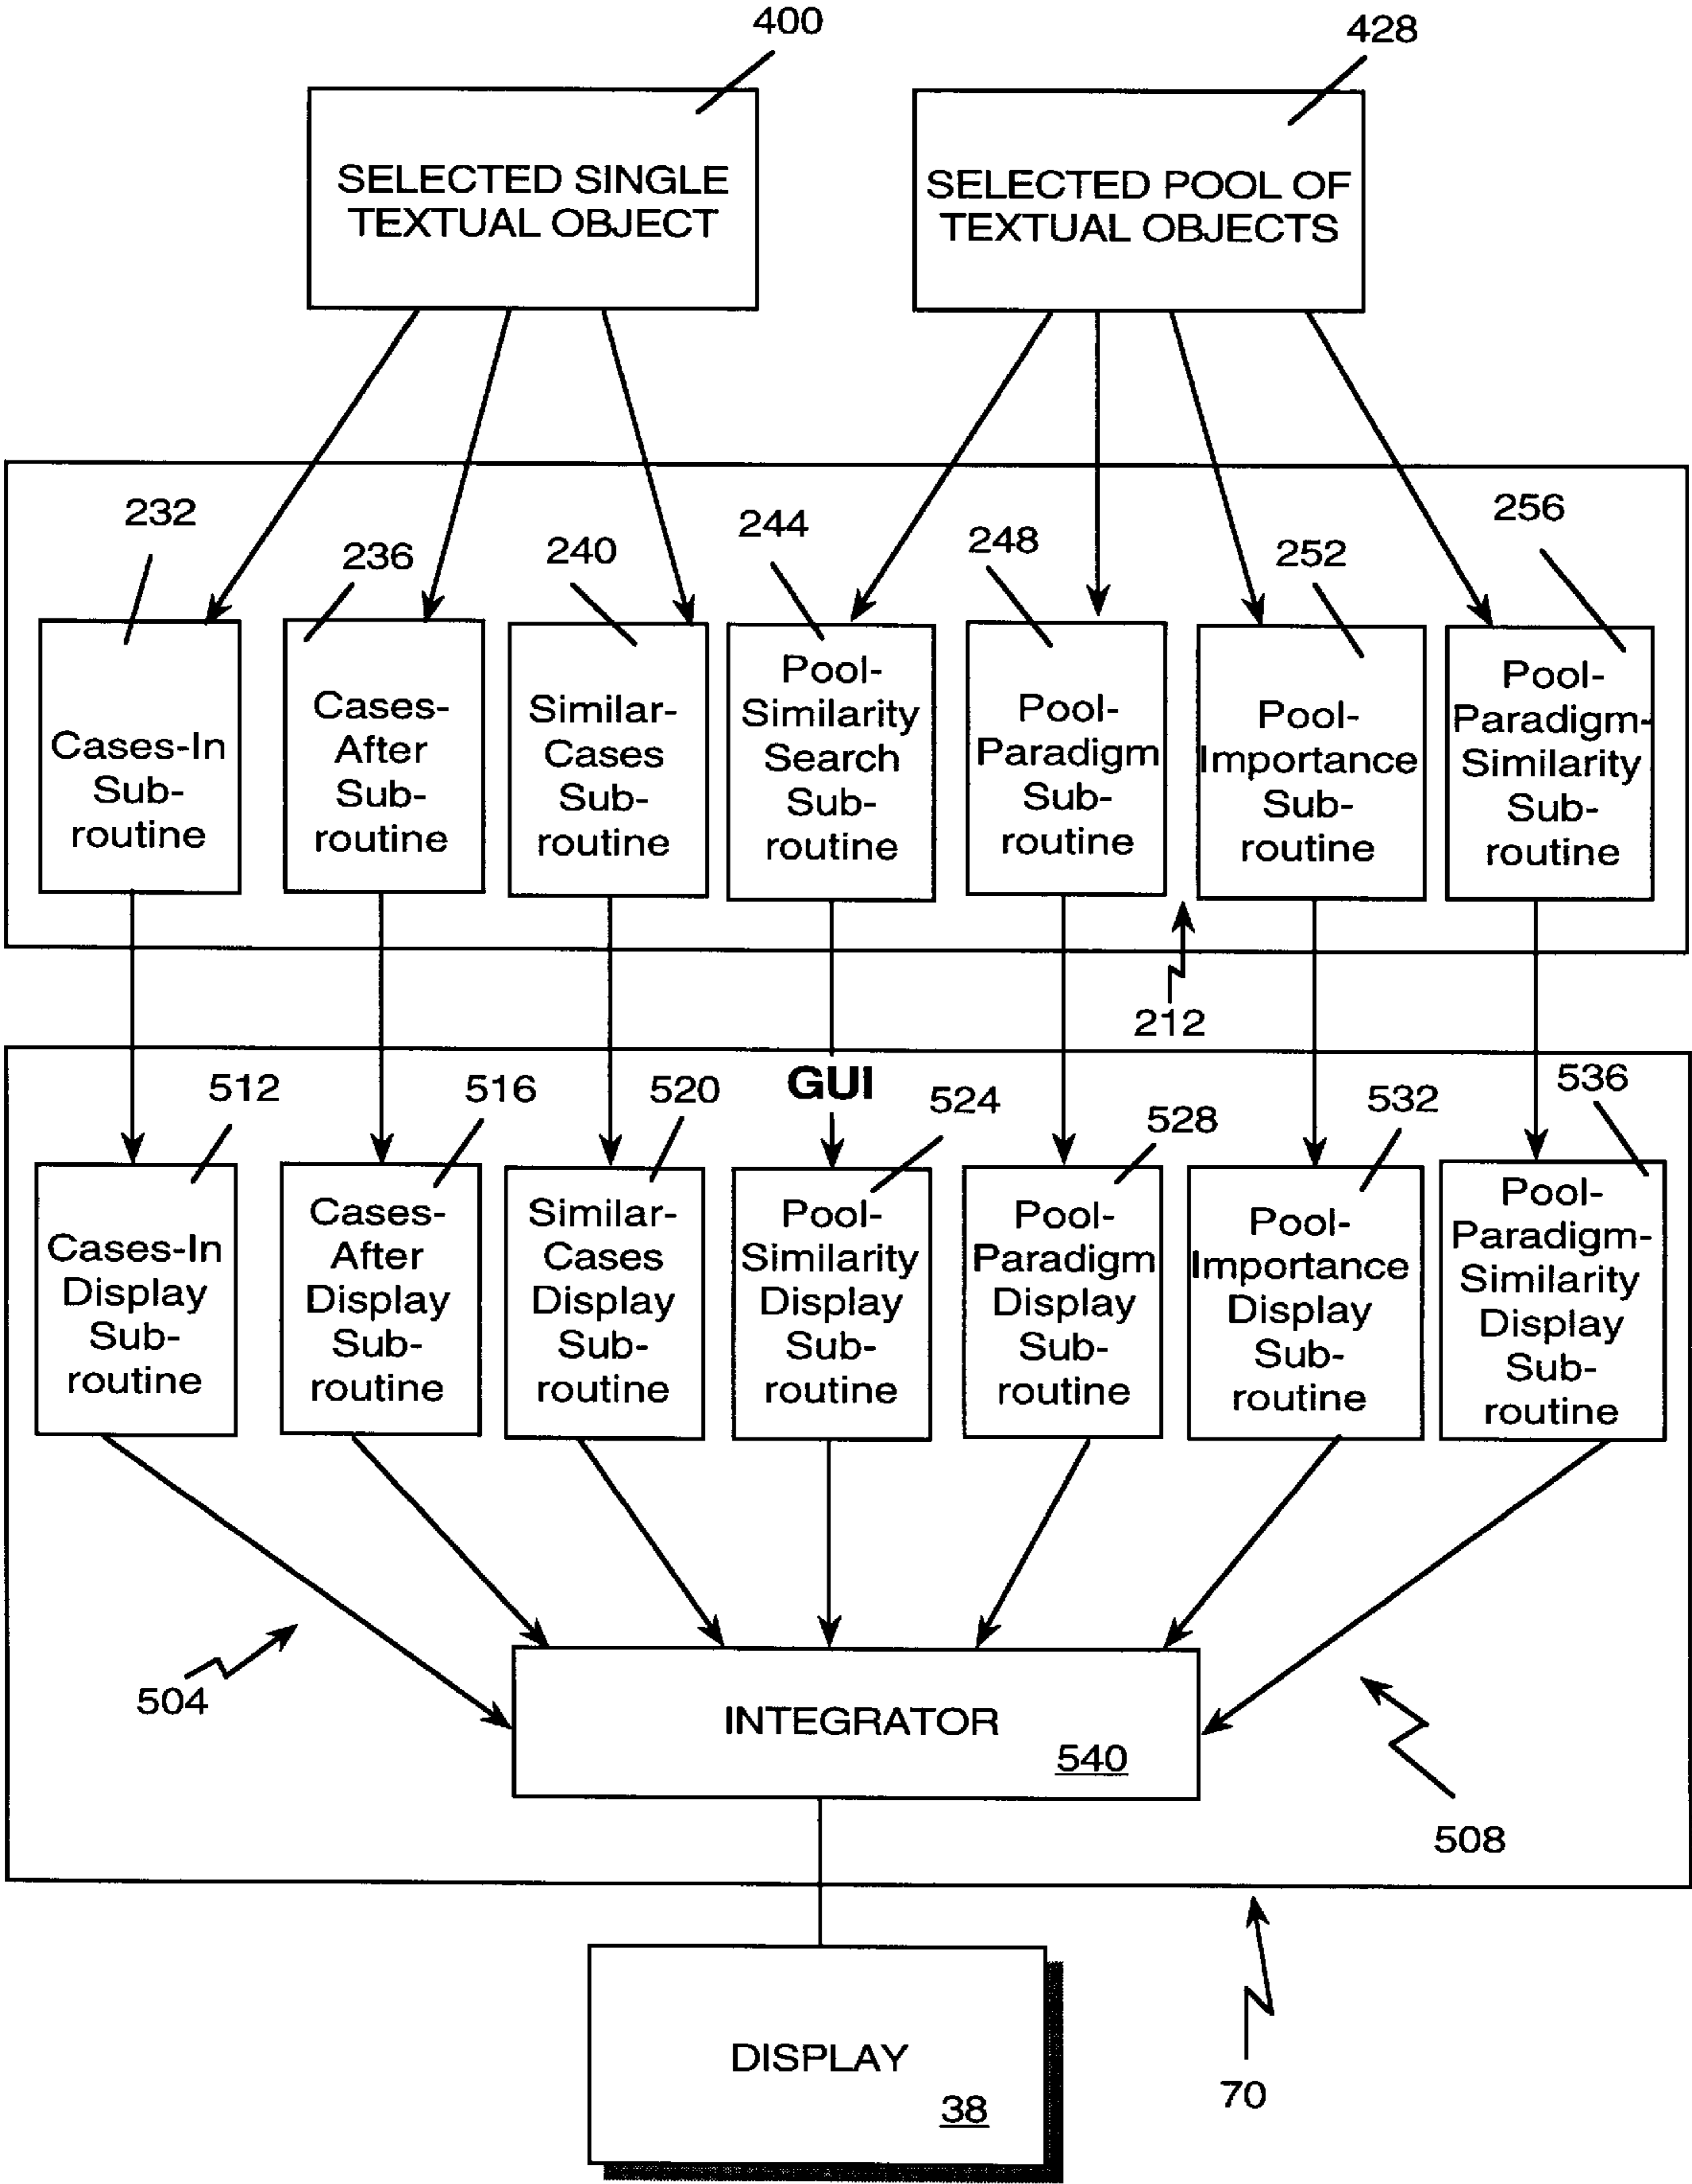 400
428
SELECTED SINGLE
TEXTUAL OBJECT
SELECTED POOL OF
TEXTUAL OBJECTS
232
236
240
244
248
252
256
Cases-In
Sub-
routine
Cases-
After
Sub-
routine
Similar-
Cases
Sub-
routine
Pool-
Similarity
Search
Sub-
routine
Pool-
Paradigm
Sub-
routine
Pool-
Importance
Sub-
routine
Pool-
Paradigm-
Similarity
Sub-
routine
212
GUI
512
516
520
524
528
532
536
Cases-In
Display
Sub-
routine
Cases-
After
Display
Sub-
routine
Similar-
Cases
Display
Sub-
routine
Pool-
Similarity
Display
Sub-
routine
Pool-
Paradigm
Display
Sub-
routine
Pool-
Importance
Display
Sub-
routine
Pool-
Paradigm-
Similarity
Display
Sub-
routine
504
INTEGRATOR
540
508
DISPLAY
38
70